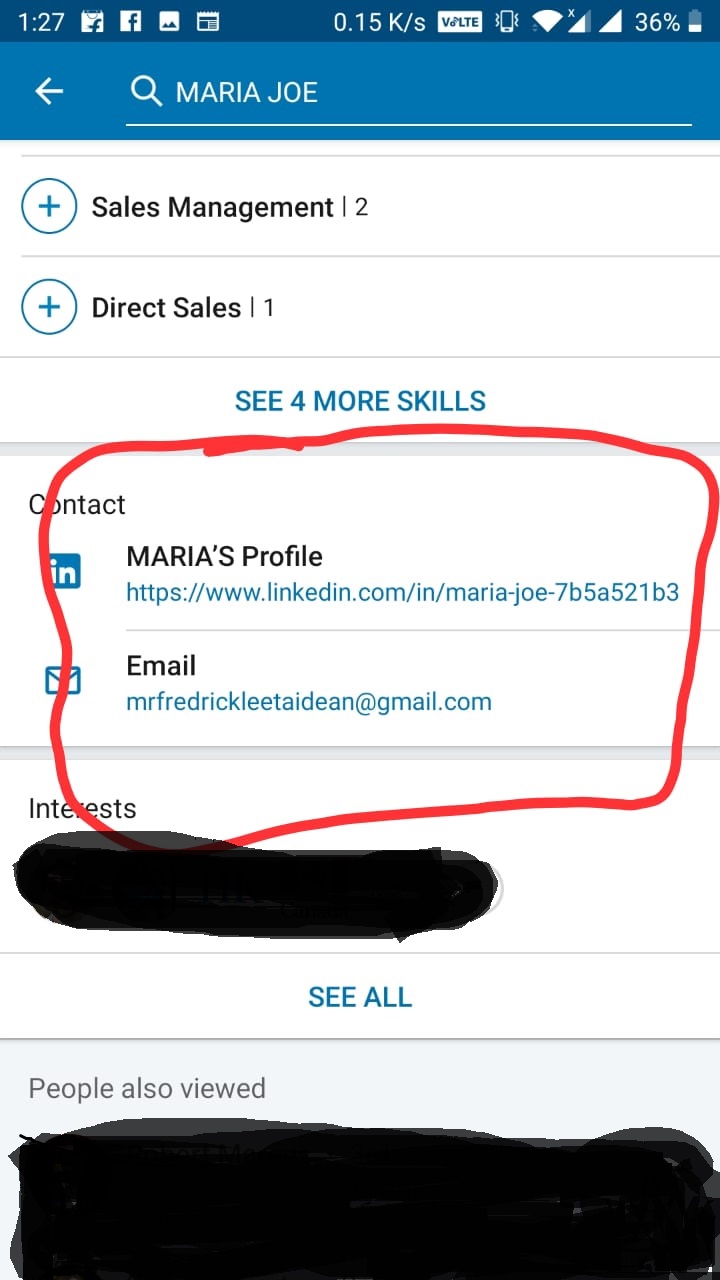 1:27
0.15 K/s VoLTE x 36%
MARIA JOE
Sales Management | 2
Direct Sales | 1
SEE 4 MORE SKILLS
Contact
in
MARIA'S Profile
https://www.linkedin.com/in/maria-joe-7b5a521b3
Email
mrfredrickleetaidean@gmail.com
Interests
SEE ALL
People also viewed